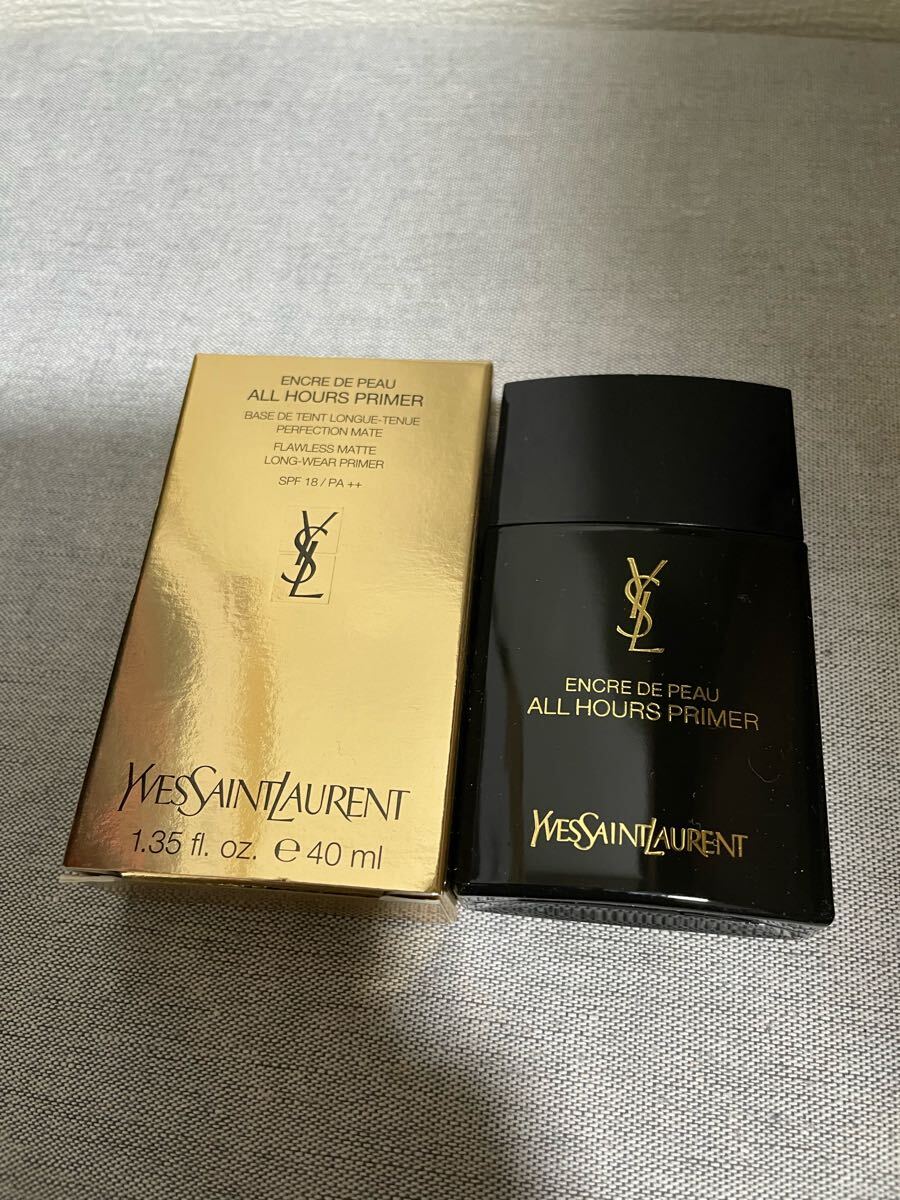 ENCRE DE PEAU
ALL HOURS PRIMER
BASE DE TEINT LONGUE-TENUE
PERFECTION MATE
FLAWLESS MATTE
LONG-WEAR PRIMER
SPF 18 / PA ++
YSL
YVESSAINTLAURENT
1.35 fl. oz. e 40 ml
YSL
ENCRE DE PEAU
ALL HOURS PRIMER
YVESSAINTLAURENT